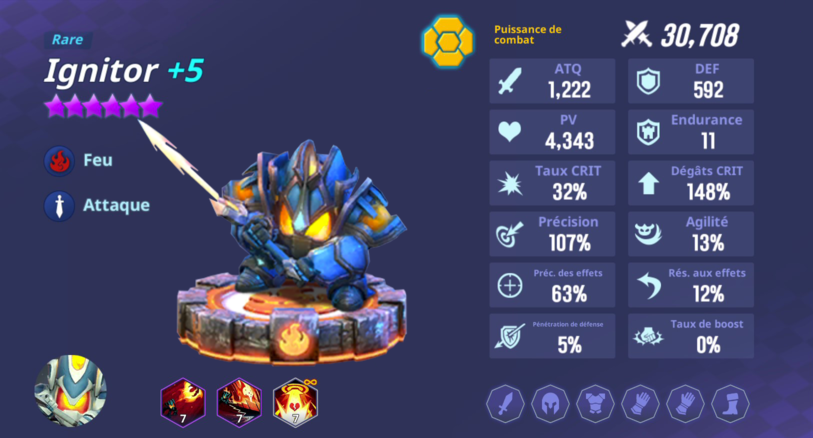 Rare
Ignitor +5
Feu
Attaque
Puissance de
combat
30,708
ATQ
1,222
DEF
592
PV
4,343
Endurance
11
Taux CRIT
32%
Dégâts CRIT
148%
Précision
107%
Agilité
13%
Préc. des effets
63%
Rés. aux effets
12%
Pénétration de défense
5%
Taux de boost
0%
7
7
∞
7